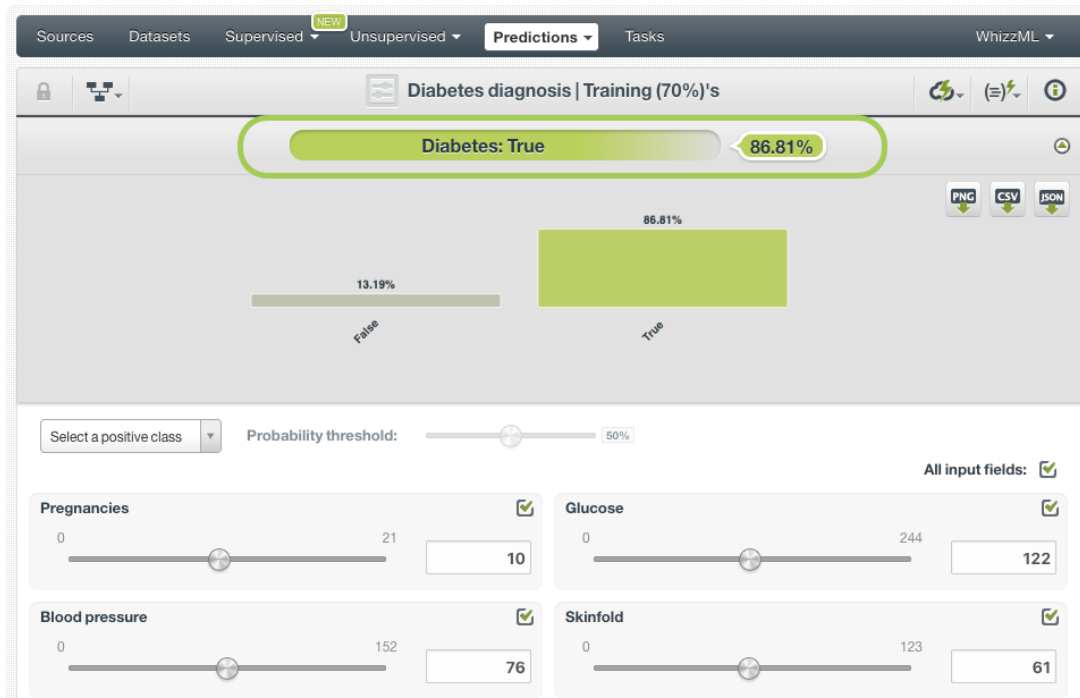 NEW
Sources Datasets Supervised Unsupervised Predictions Tasks WhizzML
Diabetes diagnosis | Training (70%)'s
Diabetes: True 86.81%
PNG CSV JSON
86.81%
13.19%
False True
Select a positive class Probability threshold: 50%
All input fields:
Pregnancies Glucose
0 21 0 244
10 122
Blood pressure Skinfold
0 152 0 123
76 61